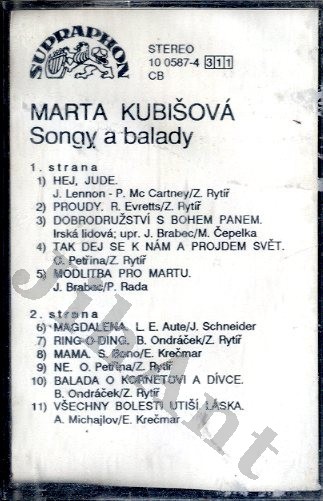 SUPRAPHON
STEREO
10 0587-4 311
CB
MARTA KUBIŠOVÁ
Songy a balady
1. strana
1) HEJ, JUDE.
J. Lennon - P. Mc Cartney/Z. Rytíř
2) PROUDY. R. Evretts/Z. Rytíř
3) DOBRODRUŽSTVÍ S BOHEM PANEM.
Irská lidová; upr. J. Brabec/M. Čepelka
4) TAK DEJ SE K NÁM A PROJDEM SVĚT.
O. Petřina/Z. Rytíř
5) MODLITBA PRO MARTU.
J. Brabec/P. Rada
2. strana
6) MAGDALENA. L. E. Aute/J. Schneider
7) RING-O-DING. B. Ondráček/Z. Rytíř
8) MAMA. S. Bono/E. Krečmar
9) NE. O. Petřina/Z. Rytíř
10) BALADA O KORNETOVI A DÍVCE.
B. Ondráček/Z. Rytíř
11) VŠECHNY BOLESTI UTIŠÍ LÁSKA.
A. Michajlov/E. Krečmar
JihAnt